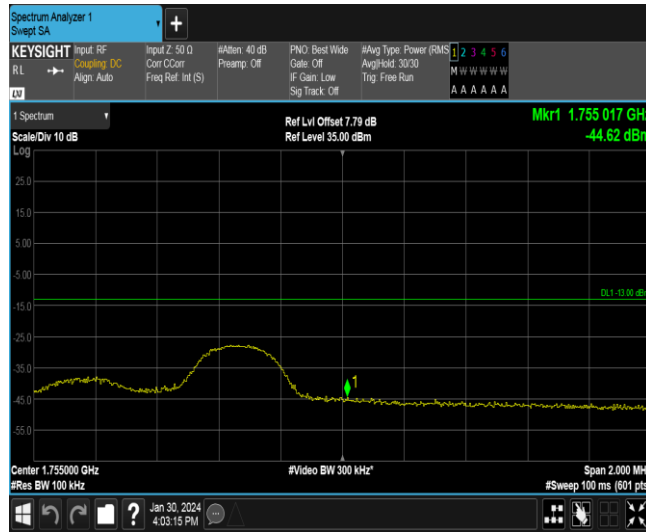 Spectrum Analyzer 1
Swept SA
KEYSIGHT
RL
LXI
Input: RF
Coupling: DC
Align: Auto
Input Z: 50 Ω
Corr CCorr
Freq Ref: Int (S)
#Atten: 40 dB
Preamp: Off
PNO: Best Wide
Gate: Off
IF Gain: Low
Sig Track: Off
#Avg Type: Power (RMS
Avg|Hold: 30/30
Trig: Free Run
1 2 3 4 5 6
M W W W W W
A A A A A A
1 Spectrum
Scale/Div 10 dB
Log
Ref Lvl Offset 7.79 dB
Ref Level 35.00 dBm
Mkr1 1.755 017 GHz
-44.62 dBm
25.0
15.0
5.00
-5.00
-15.0
-25.0
-35.0
-45.0
-55.0
DL1 -13.00 dBm
1
Center 1.755000 GHz
#Res BW 100 kHz
#Video BW 300 kHz*
Span 2.000 MH
#Sweep 100 ms (601 pts
?
Jan 30, 2024
4:03:15 PM